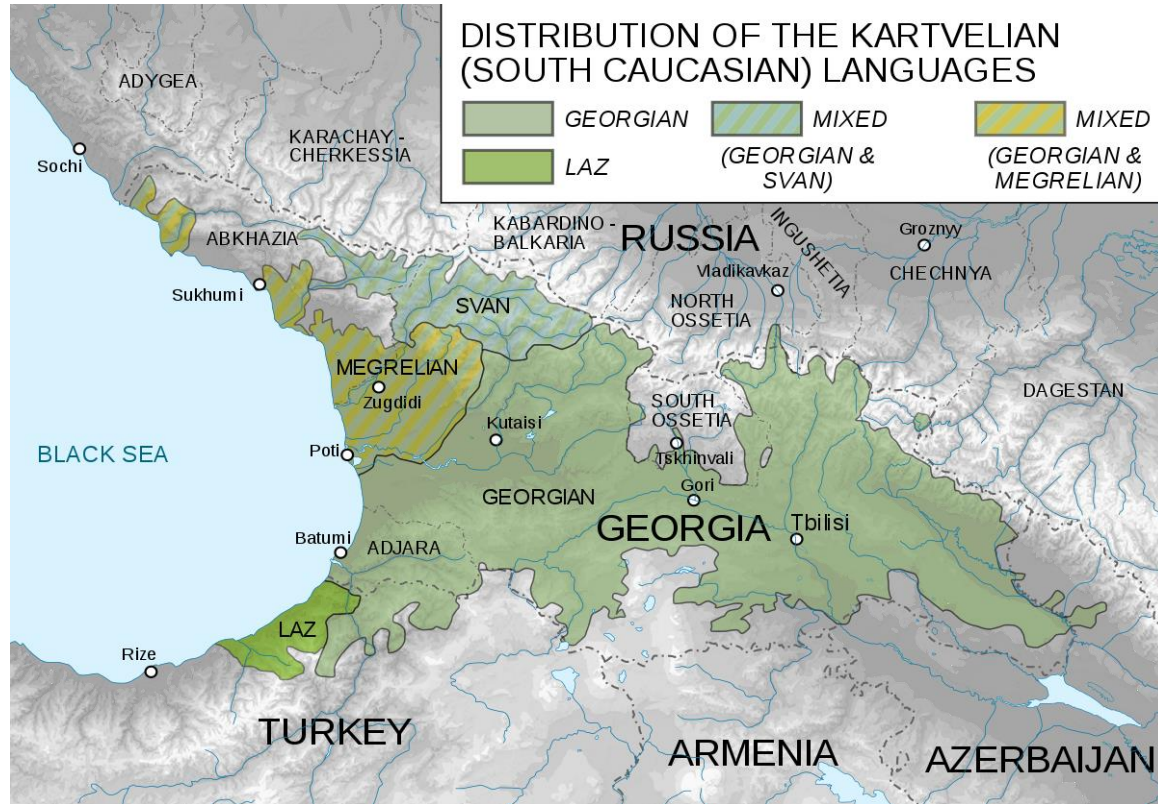 DISTRIBUTION OF THE KARTVELIAN
(SOUTH CAUCASIAN) LANGUAGES
GEORGIAN
MIXED
MIXED
LAZ
(GEORGIAN &
SVAN)
(GEORGIAN &
MEGRELIAN)
ADYGEA
KARACHAY -
CHERKESSIA
Sochi
ABKHAZIA
KABARDINO -
BALKARIA
RUSSIA
INGUSHETIA
Groznyy
CHECHNYA
Vladikavkaz
Sukhumi
SVAN
NORTH
OSSETIA
MEGRELIAN
Zugdidi
SOUTH
OSSETIA
DAGESTAN
Kutaisi
BLACK SEA
Poti
Tskhinvali
Gori
GEORGIAN
GEORGIA
Tbilisi
Batumi
ADJARA
LAZ
Rize
TURKEY
ARMENIA
AZERBAIJAN